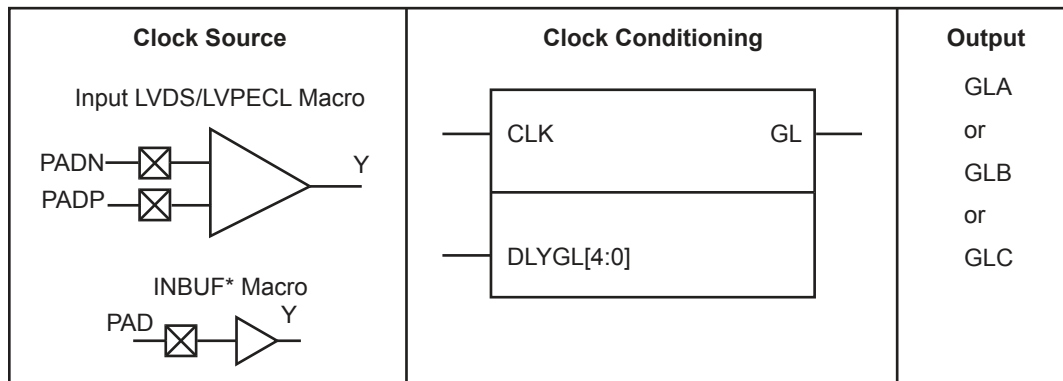 Clock Source
Input LVDS/LVPECL Macro
PADN
PADP
Y
INBUF* Macro
PAD
Y
Clock Conditioning
CLK
GL
DLYGL[4:0]
Output
GLA
or
GLB
or
GLC